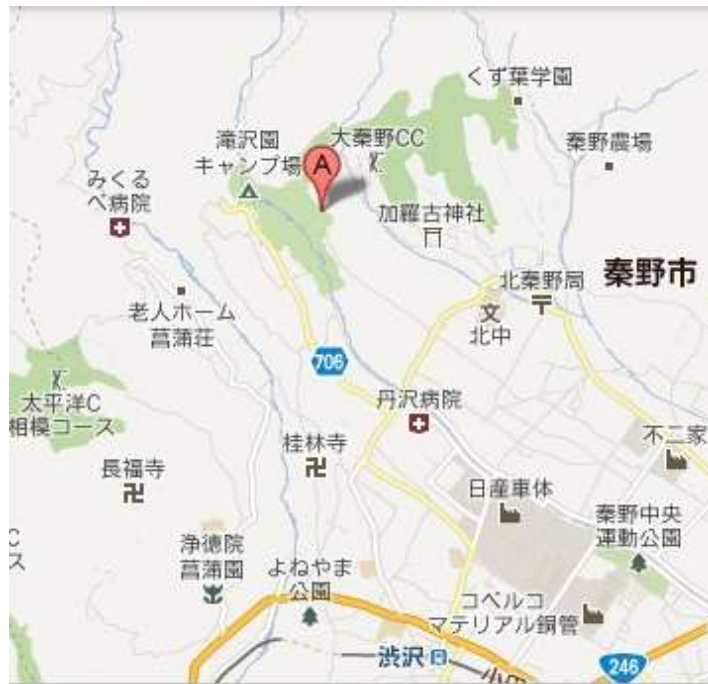 くず葉学園
大秦野CC
滝沢園
キャンプ場
A
秦野農場
みくる
べ病院
加羅古神社
北秦野局
秦野市
北中
老人ホーム
菖蒲荘
706
太平洋C
相模コース
丹沢病院
不二家
桂林寺
長福寺
日産車体
秦野中央
運動公園
C
ス
浄徳院
菖蒲園
よねやま
公園
コベルコ
マテリアル銅管
渋沢
小田
246